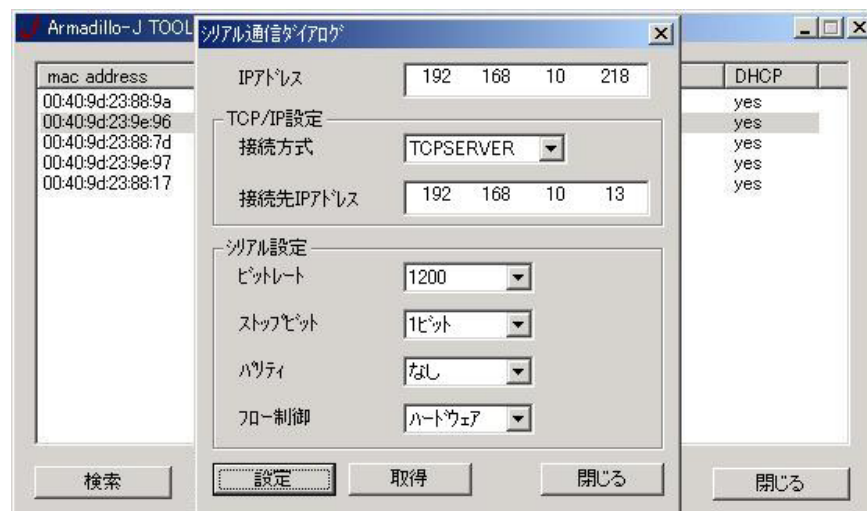 Armadillo-J TOOL
シリアル通信ダイアログ
mac address
DHCP
00:40:9d:23:88:9a
yes
00:40:9d:23:9e:96
yes
00:40:9d:23:88:7d
yes
00:40:9d:23:9e:97
yes
00:40:9d:23:88:17
yes
IPアドレス
192 168 10 218
TCP/IP設定
接続方式
TCPSERVER
接続先IPアドレス
192 168 10 13
シリアル設定
ビットレート
1200
ストップビット
1ビット
パリティ
なし
フロー制御
ハードウェア
設定 取得 閉じる
検索
閉じる